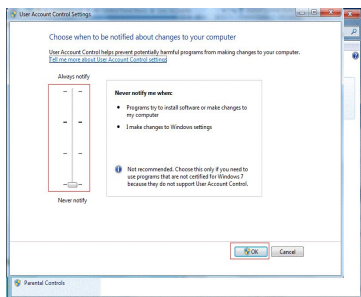 User Account Control Settings
Choose when to be notified about changes to your computer
User Account Control helps prevent potentially harmful programs from making changes to your computer.
Tell me more about User Account Control settings
Always notify
Never notify me when:
Programs try to install software or make changes to
my computer
I make changes to Windows settings
Not recommended. Choose this only if you need to
use programs that are not certified for Windows 7
because they do not support User Account Control.
Never notify
OK
Cancel
Parental Controls